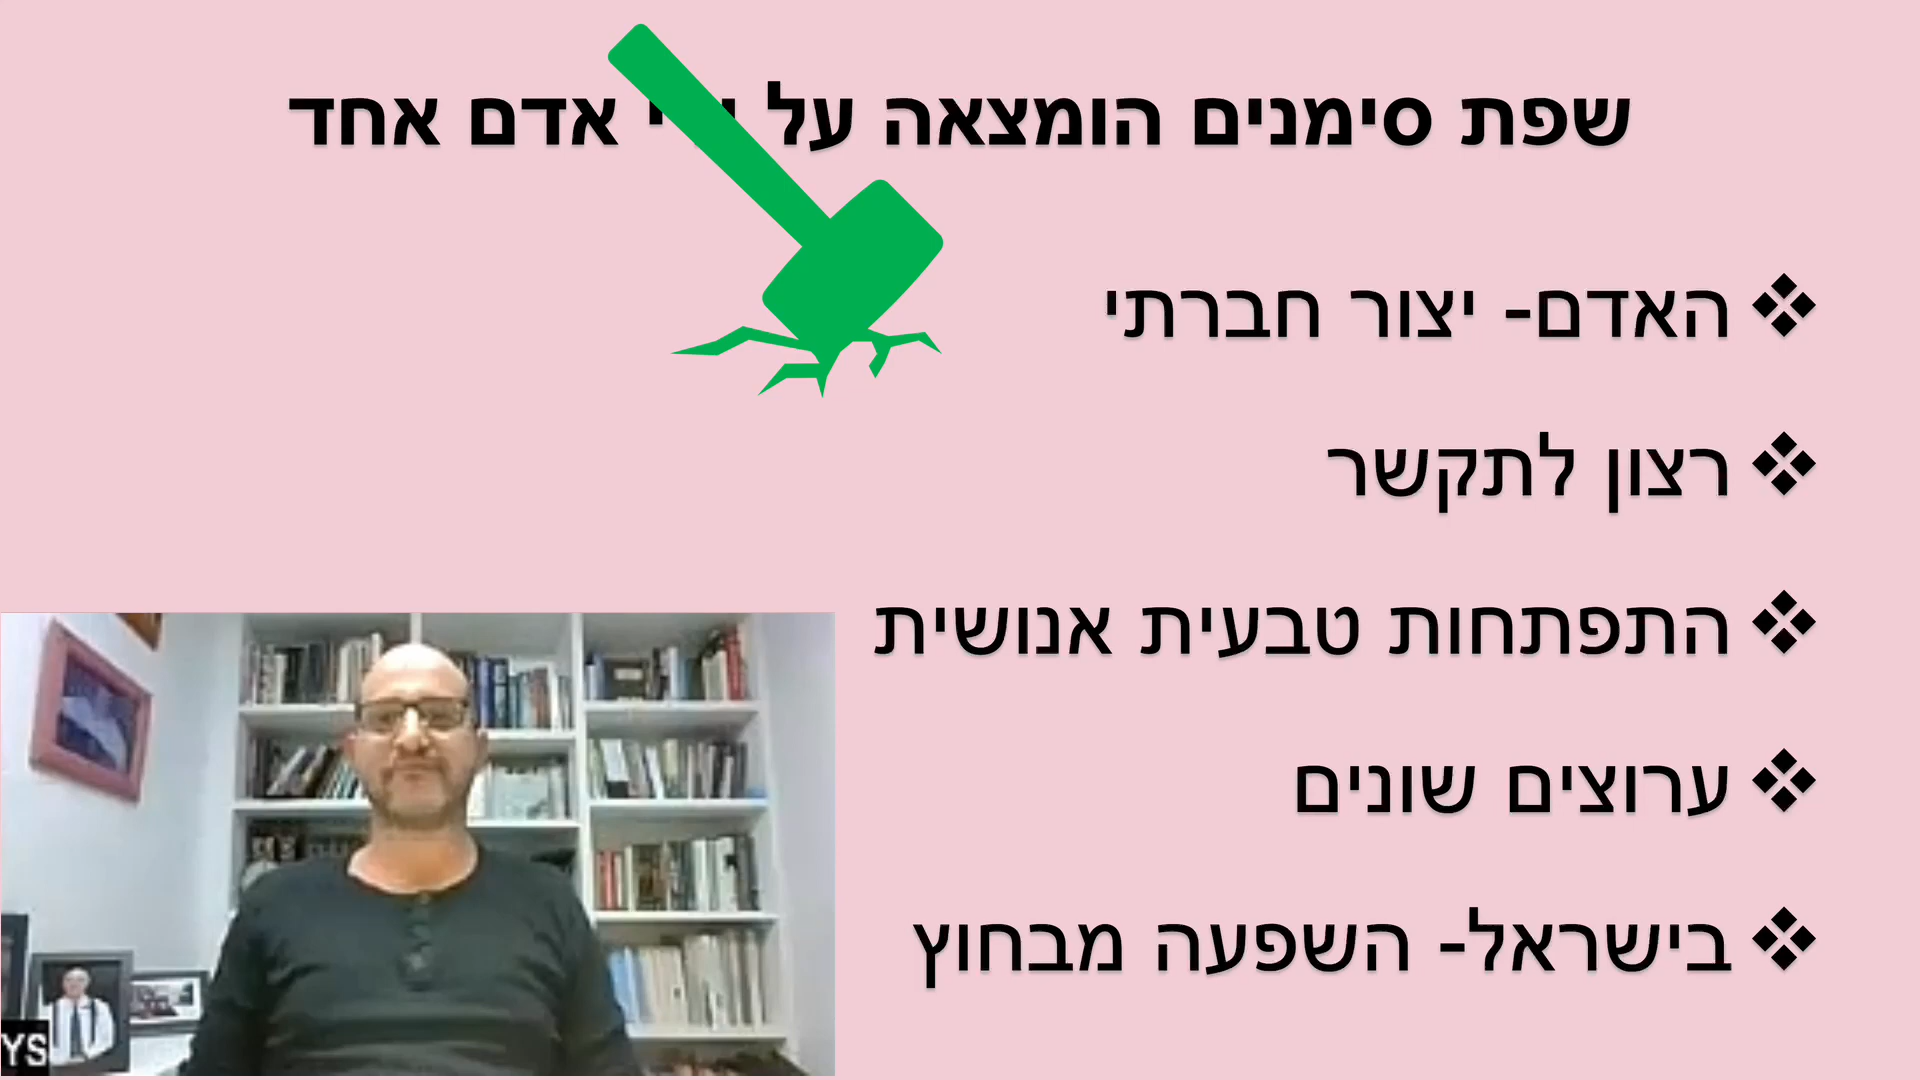 שפת סימנים הומצאה על אדם אחד
האדם- יצור חברתי
רצון לתקשר
התפתחות טבעית אנושית
ערוצים שונים
בישראל- השפעה מבחוץ
YS